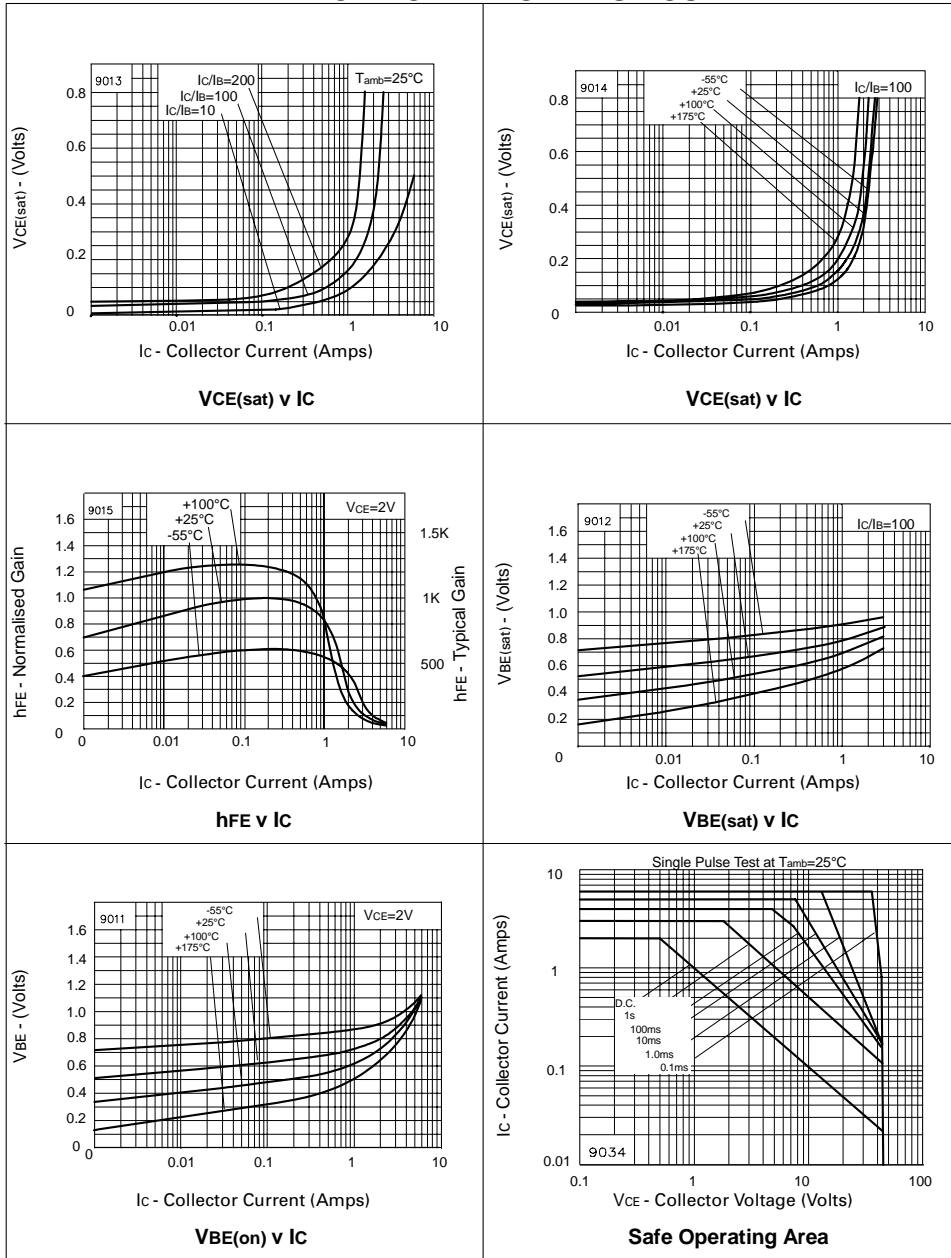 9013
IC/IB=200
IC/IB=100
IC/IB=10
Tamb=25°C
0.8
0.6
0.4
0.2
0
0.01
0.1
1
10
VCE(sat) - (Volts)
IC - Collector Current (Amps)
VCE(sat) v IC
9014
-55°C
+25°C
+100°C
+175°C
IC/IB=100
0.8
0.6
0.4
0.2
0
0.01
0.1
1
10
VCE(sat) - (Volts)
IC - Collector Current (Amps)
VCE(sat) v IC
9015
+100°C
+25°C
-55°C
VCE=2V
1.6
1.4
1.2
1.0
0.8
0.6
0.4
0.2
0
1.5K
1K
500
0
0.01
0.1
1
10
hFE - Normalised Gain
hFE - Typical Gain
IC - Collector Current (Amps)
hFE v IC
9012
-55°C
+25°C
+100°C
+175°C
IC/IB=100
1.6
1.4
1.2
1.0
0.8
0.6
0.4
0.2
0
0.01
0.1
1
10
VBE(sat) - (Volts)
IC - Collector Current (Amps)
VBE(sat) v IC
9011
-55°C
+25°C
+100°C
+175°C
VCE=2V
1.6
1.4
1.2
1.0
0.8
0.6
0.4
0.2
0
0
0.01
0.1
1
10
VBE - (Volts)
IC - Collector Current (Amps)
VBE(on) v IC
Single Pulse Test at Tamb=25°C
10
1
0.1
0.01
D.C.
1s
100ms
10ms
1.0ms
0.1ms
9034
0.1
1
10
100
IC - Collector Current (Amps)
VCE - Collector Voltage (Volts)
Safe Operating Area